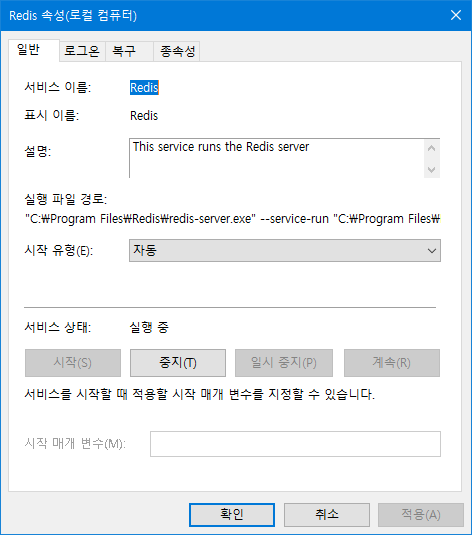 Redis 속성(로컬 컴퓨터)
일반 로그온 복구 종속성
서비스 이름: Redis
표시 이름: Redis
설명: This service runs the Redis server
실행 파일 경로:
"C:₩Program Files₩Redis₩redis-server.exe" --service-run "C:₩Program Files₩
시작 유형(E): 자동
서비스 상태: 실행 중
시작(S) 중지(T) 일시 중지(P) 계속(R)
서비스를 시작할 때 적용할 시작 매개 변수를 지정할 수 있습니다.
시작 매개 변수(M):
확인 취소 적용(A)